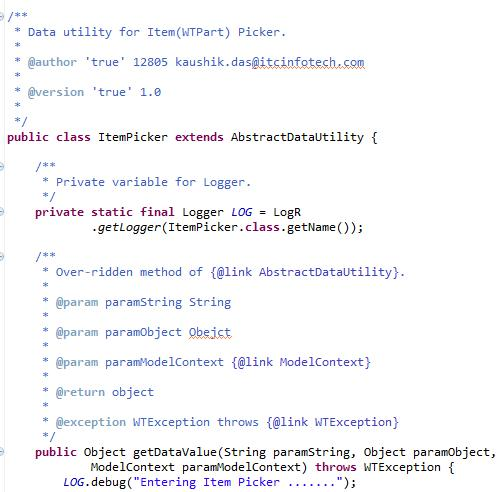 /**
 * Data utility for Item(WTPart) Picker.
 *
 * @author 'true' 12805 kaushik.das@itcinfotech.com
 *
 * @version 'true' 1.0
 *
 */
public class ItemPicker extends AbstractDataUtility {
/**
 * Private variable for Logger.
 */
private static final Logger LOG = LogR
.getLogger(ItemPicker.class.getName());
/**
 * Over-ridden method of {@link AbstractDataUtility}.
 *
 * @param paramString String
 *
 * @param paramObject Obejct
 *
 * @param paramModelContext {@link ModelContext}
 *
 * @return object
 *
 * @exception WTException throws {@link WTException}
 */
public Object getDataValue(String paramString, Object paramObject,
ModelContext paramModelContext) throws WTException {
LOG.debug("Entering Item Picker .......");